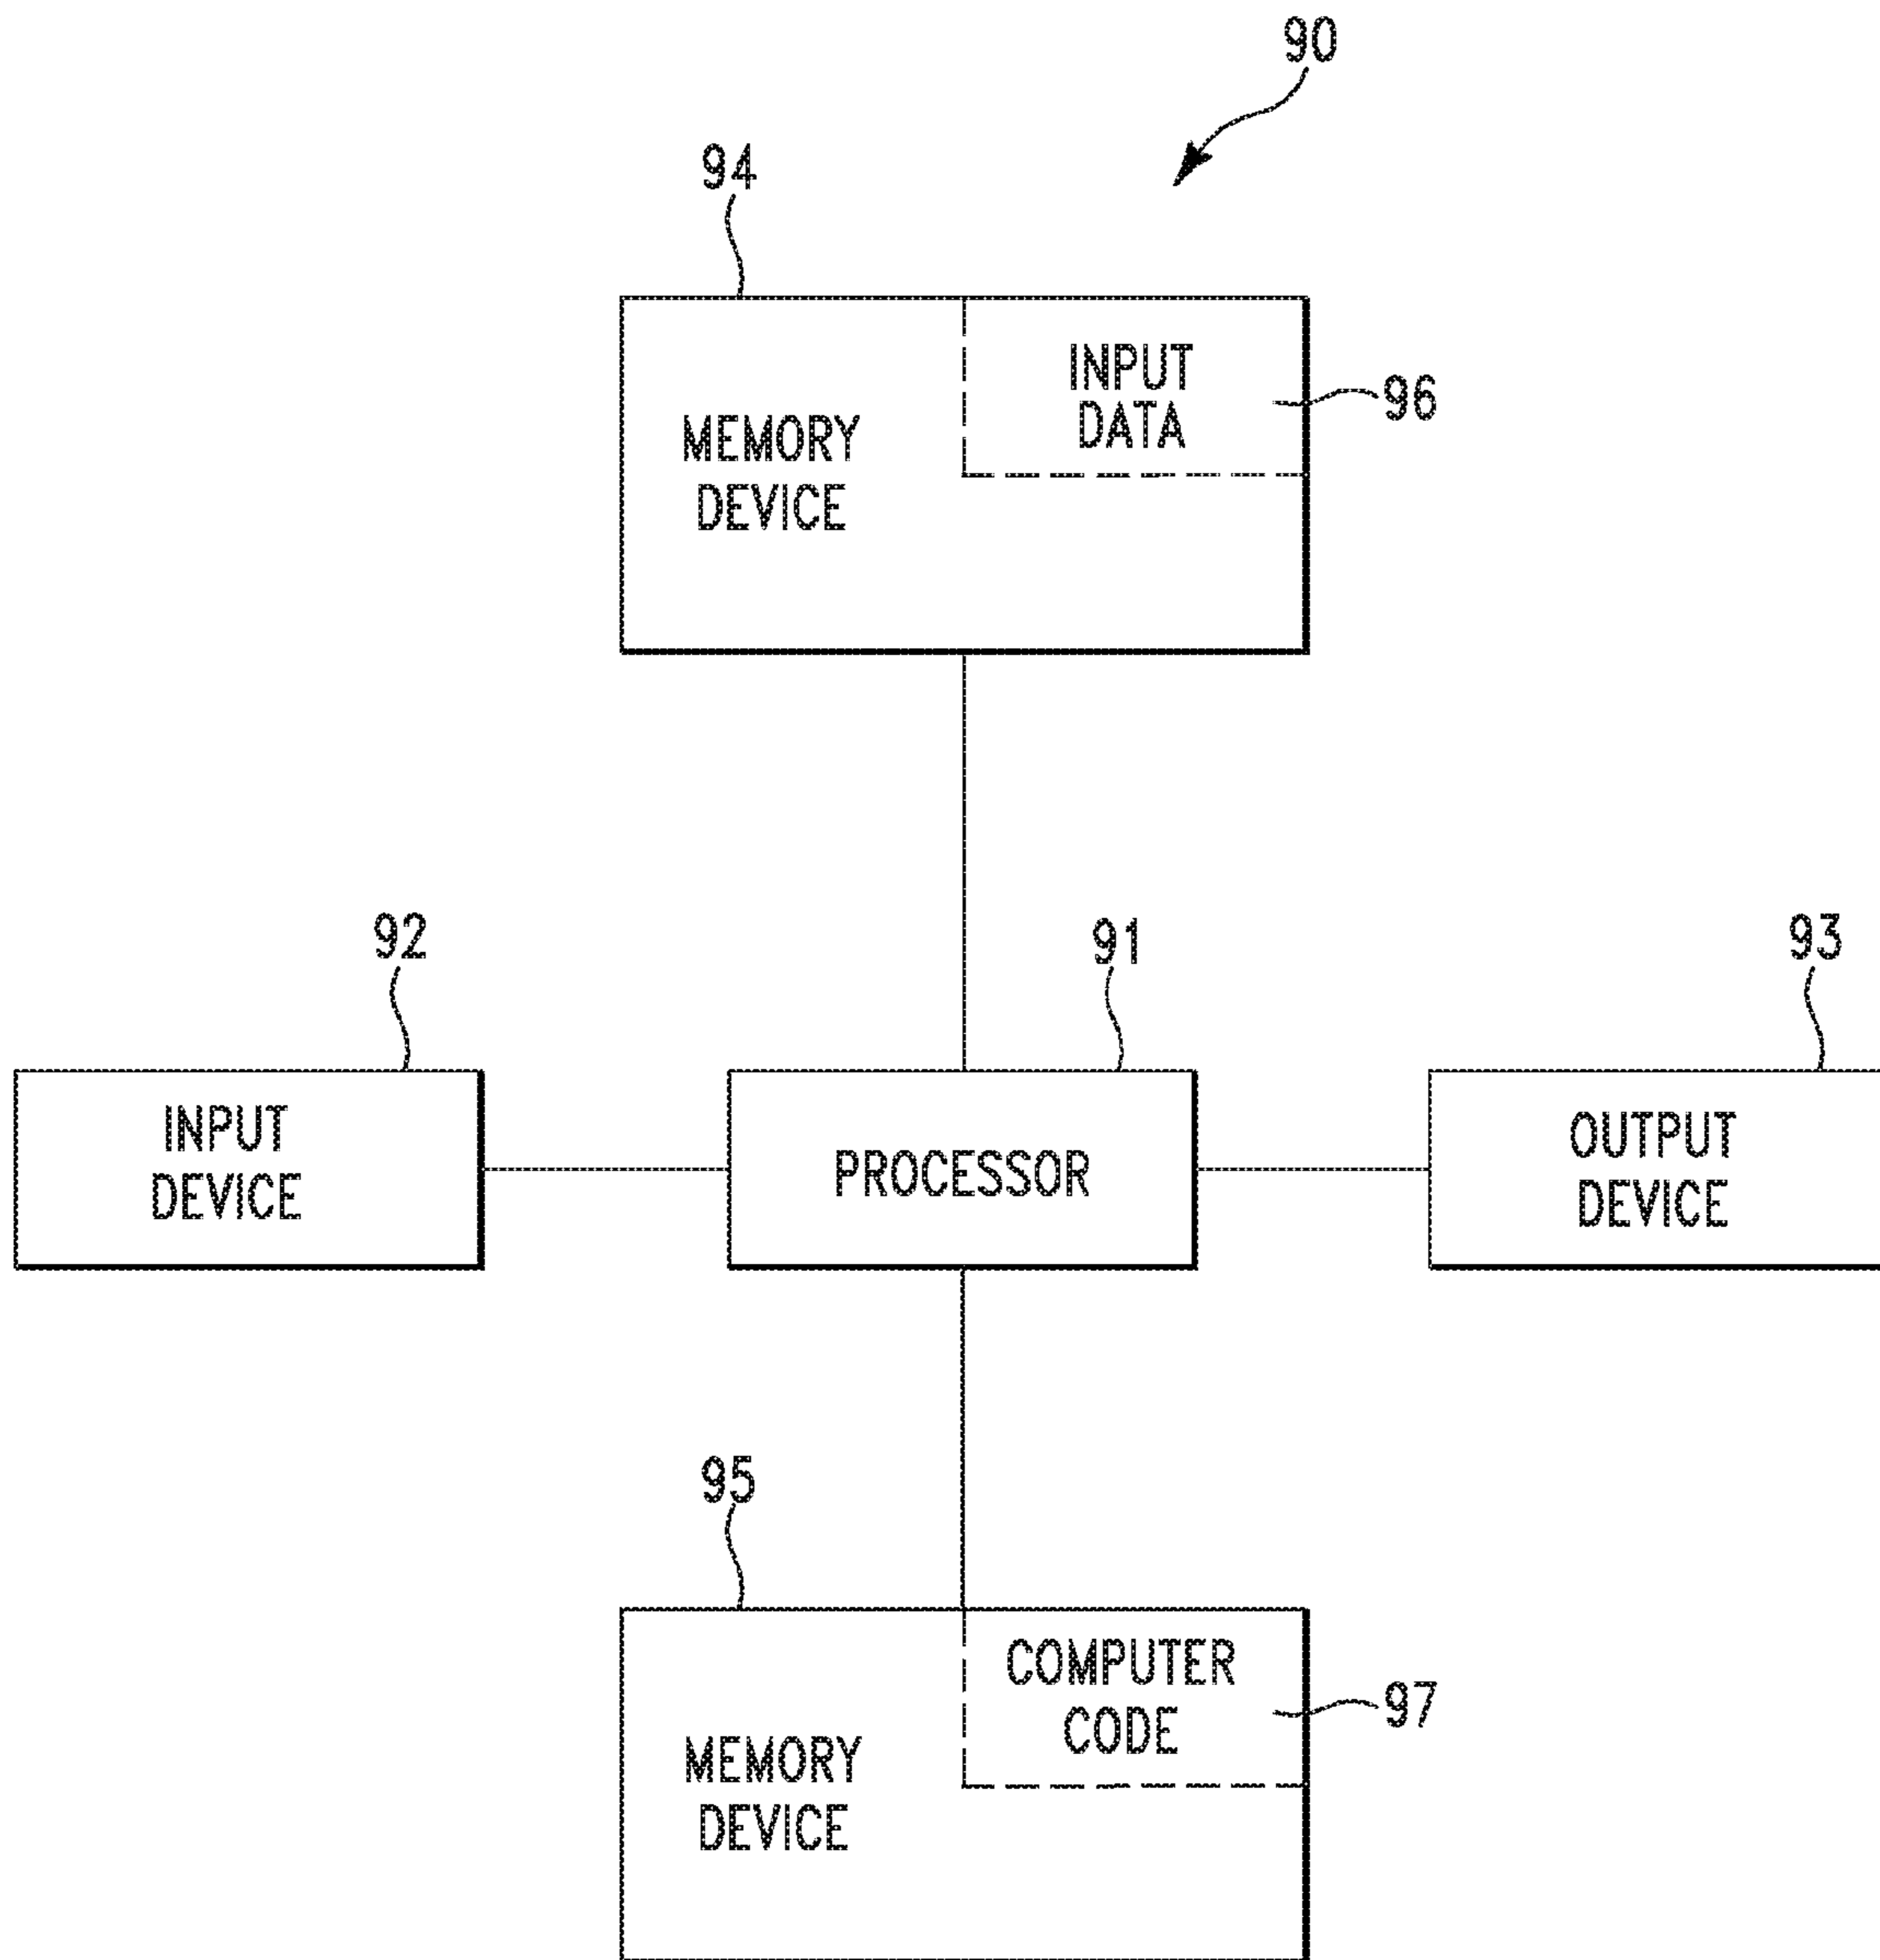 90
94
INPUT
DATA
96
MEMORY
DEVICE
92
91
93
INPUT
DEVICE
PROCESSOR
OUTPUT
DEVICE
95
COMPUTER
CODE
97
MEMORY
DEVICE